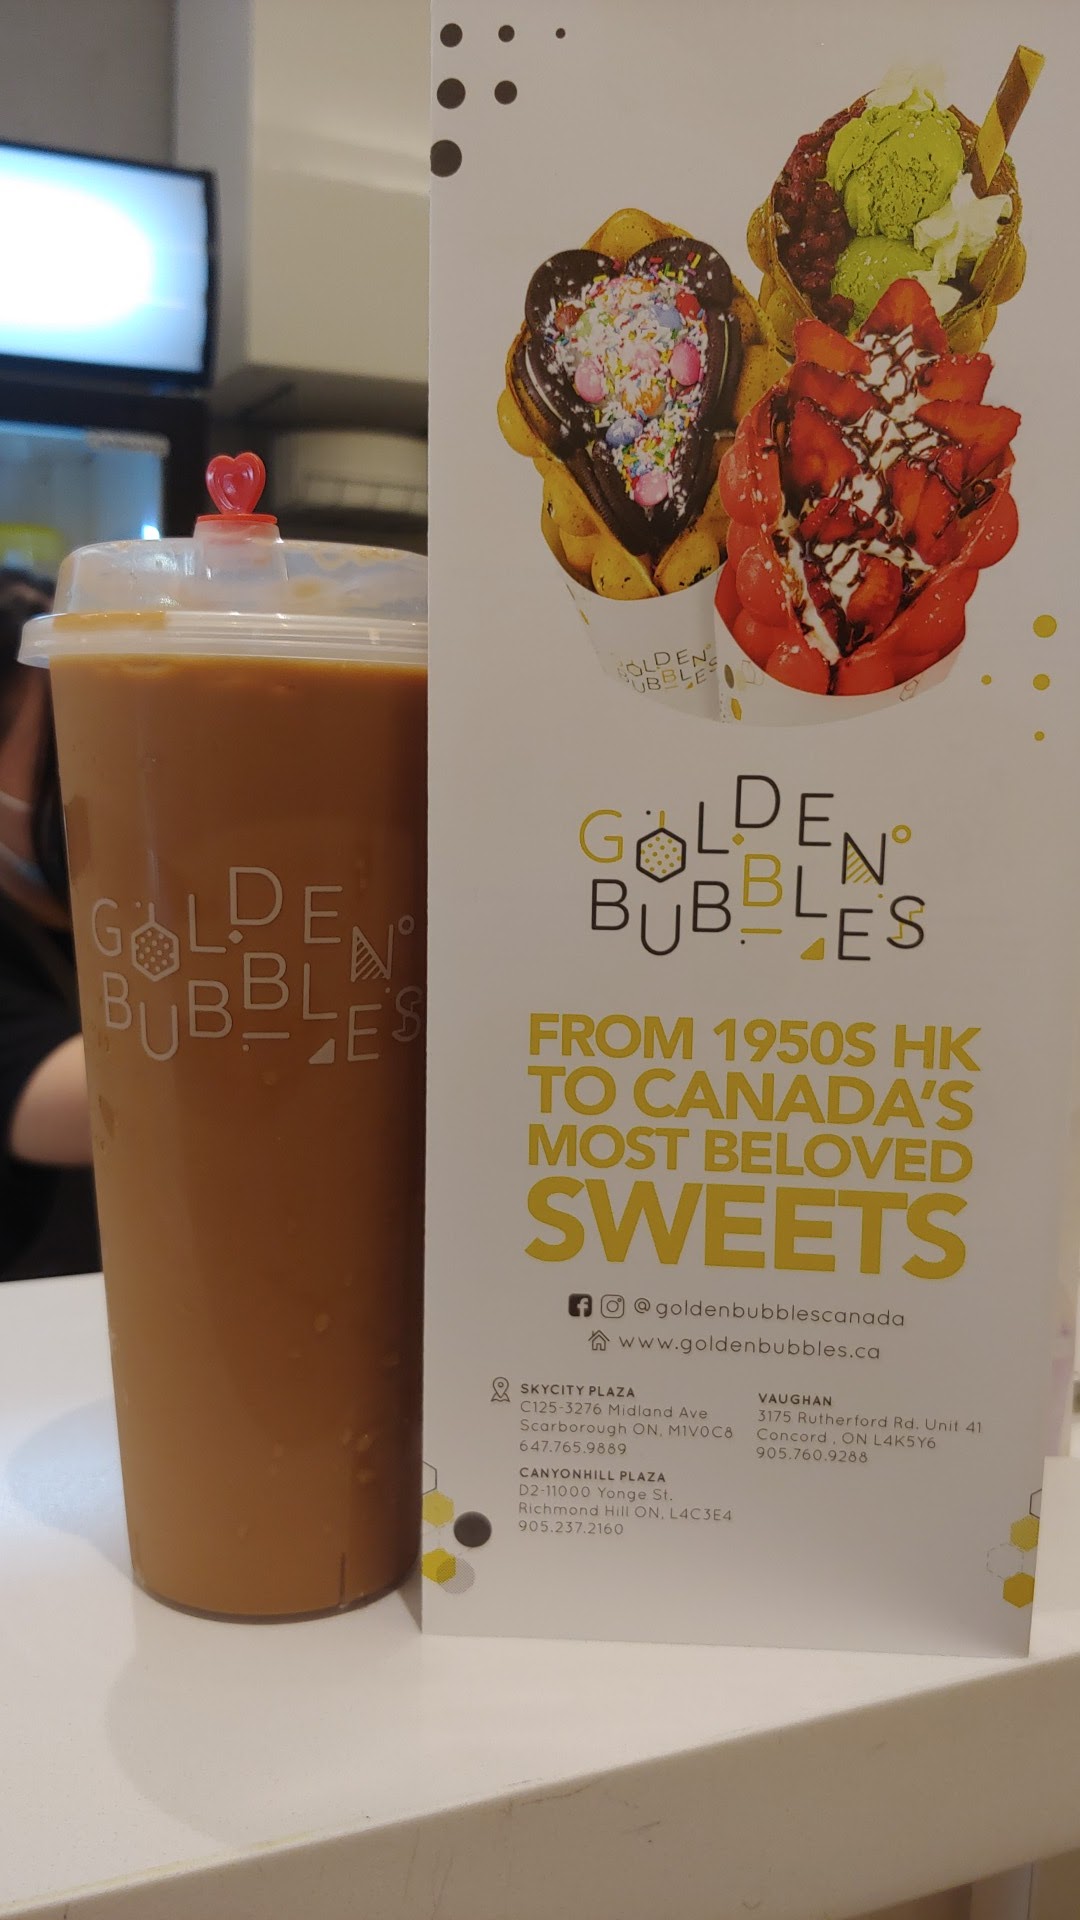 GOLDEN
BUBBLES
GOLDEN
BUBBLES
GOLDEN
BUBBLES
FROM 1950S HK
TO CANADA'S
MOST BELOVED
SWEETS
@goldenbubblescanada
www.goldenbubbles.ca
SKYCITY PLAZA
C125-3276 Midland Ave
Scarborough ON, M1V0C8
647.765.9889
VAUGHAN
3175 Rutherford Rd, Unit 41
Concord , ON L4K5Y6
905.760.9288
CANYONHILL PLAZA
D2-11000 Yonge St.
Richmond Hill ON, L4C3E4
905.237.2160